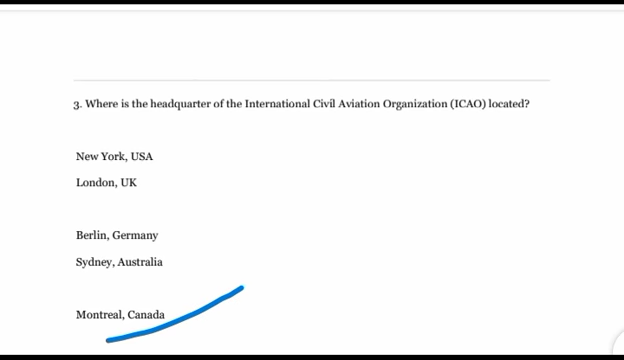 3. Where is the headquarter of the International Civil Aviation Organization (ICAO) located?
New York, USA
London, UK
Berlin, Germany
Sydney, Australia
Montreal, Canada